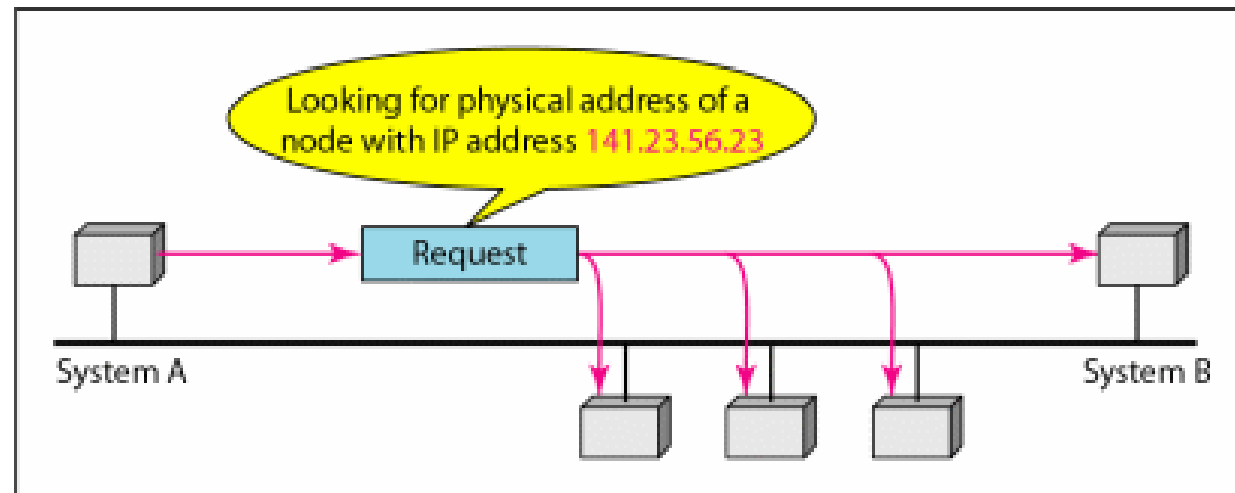 Looking for physical address of a
node with IP address 141.23.56.23
Request
System A
System B